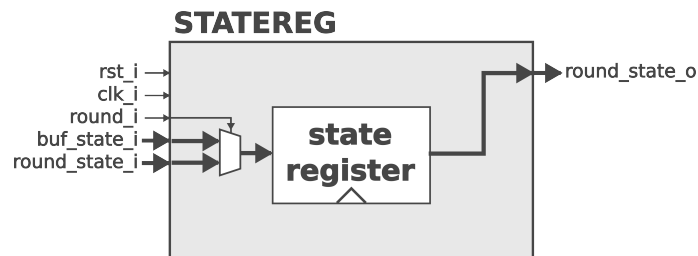 STATEREG
rst_i
clk_i
round_i
buf_state_i
round_state_i
state
register
round_state_o